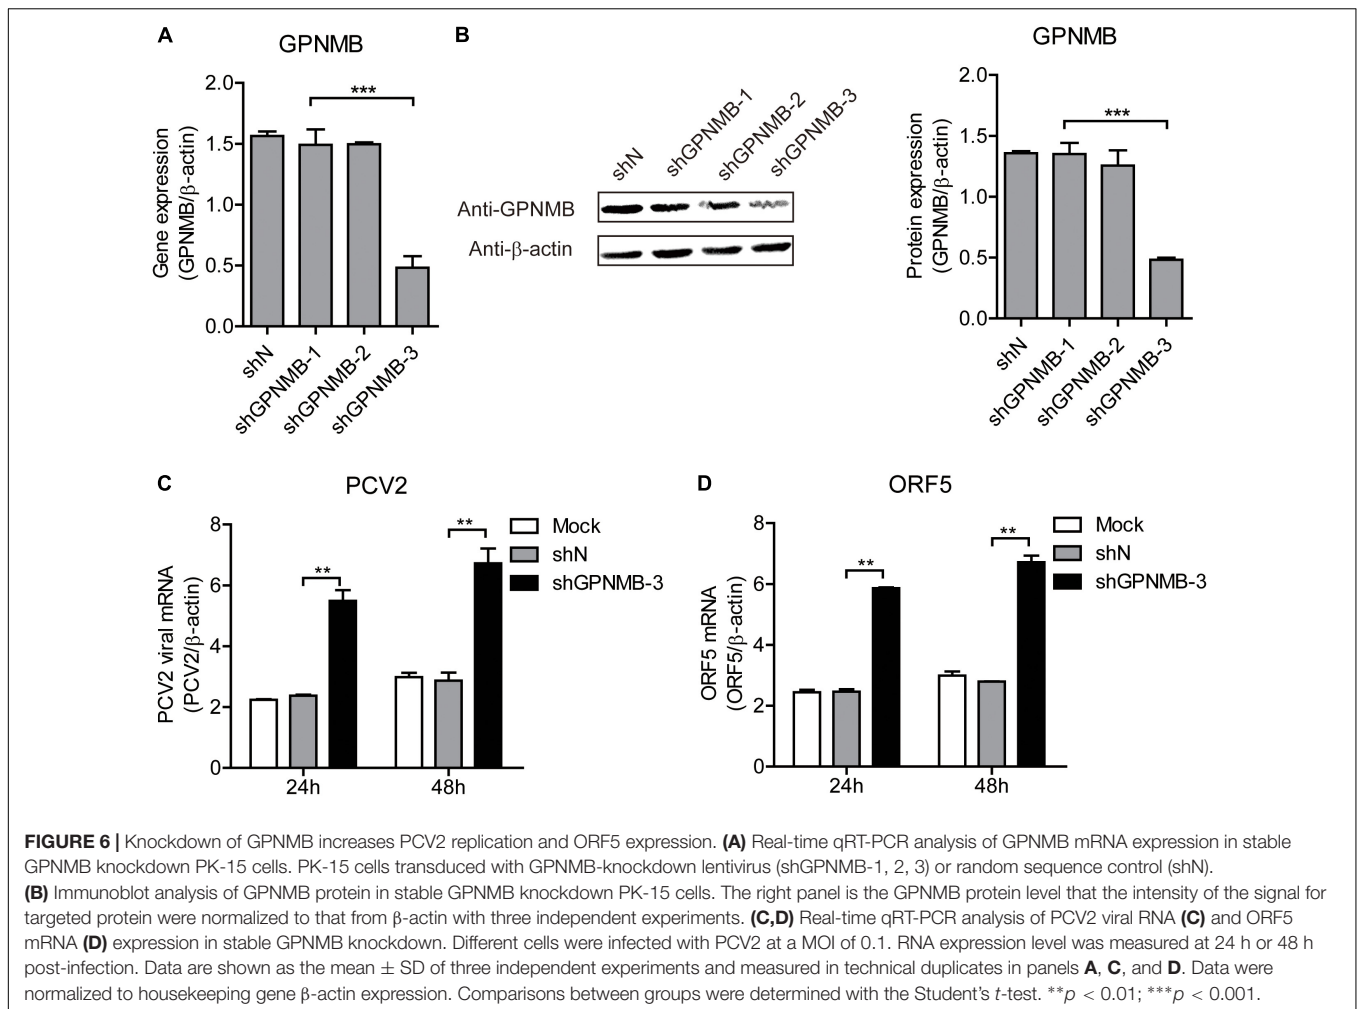 A
GPNMB
Gene expression
(GPNMB/β-actin)
2.0
1.5
1.0
0.5
0.0
***
shN
shGPNMB-1
shGPNMB-2
shGPNMB-3
B
shN
shGPNMB-1
shGPNMB-2
shGPNMB-3
Anti-GPNMB
Anti-β-actin
GPNMB
Protein expression
(GPNMB/β-actin)
2.0
1.5
1.0
0.5
0.0
***
shN
shGPNMB-1
shGPNMB-2
shGPNMB-3
C
PCV2
PCV2 viral mRNA
(PCV2/β-actin)
8
6
4
2
0
**
**
24h
48h
Mock
shN
shGPNMB-3
D
ORF5
ORF5 mRNA
(ORF5/β-actin)
8
6
4
2
0
**
**
24h
48h
Mock
shN
shGPNMB-3
FIGURE 6 | Knockdown of GPNMB increases PCV2 replication and ORF5 expression. (A) Real-time qRT-PCR analysis of GPNMB mRNA expression in stable
GPNMB knockdown PK-15 cells. PK-15 cells transduced with GPNMB-knockdown lentivirus (shGPNMB-1, 2, 3) or random sequence control (shN).
(B) Immunoblot analysis of GPNMB protein in stable GPNMB knockdown PK-15 cells. The right panel is the GPNMB protein level that the intensity of the signal for
targeted protein were normalized to that from β-actin with three independent experiments. (C,D) Real-time qRT-PCR analysis of PCV2 viral RNA (C) and ORF5
mRNA (D) expression in stable GPNMB knockdown. Different cells were infected with PCV2 at a MOI of 0.1. RNA expression level was measured at 24 h or 48 h
post-infection. Data are shown as the mean ± SD of three independent experiments and measured in technical duplicates in panels A, C, and D. Data were
normalized to housekeeping gene β-actin expression. Comparisons between groups were determined with the Student's t-test. **p < 0.01; ***p < 0.001.